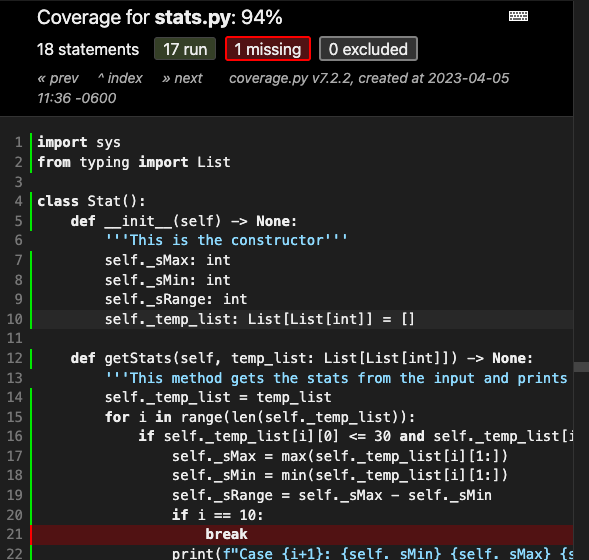 Coverage for stats.py: 94%
18 statements 17 run 1 missing 0 excluded
« prev ^ index » next coverage.py v7.2.2, created at 2023-04-05
11:36 -0600
1 import sys
2 from typing import List
3
4 class Stat():
5 def __init__(self) -> None:
6 '''This is the constructor'''
7 self._sMax: int
8 self._sMin: int
9 self._sRange: int
10 self._temp_list: List[List[int]] = []
11
12 def getStats(self, temp_list: List[List[int]]) -> None:
13 '''This method gets the stats from the input and prints
14 self._temp_list = temp_list
15 for i in range(len(self._temp_list)):
16 if self._temp_list[i][0] <= 30 and self._temp_list[i
17 self._sMax = max(self._temp_list[i][1:])
18 self._sMin = min(self._temp_list[i][1:])
19 self._sRange = self._sMax - self._sMin
20 if i == 10:
21 break
22 print(f"Case {i+1}: {self._sMin} {self._sMax} {s